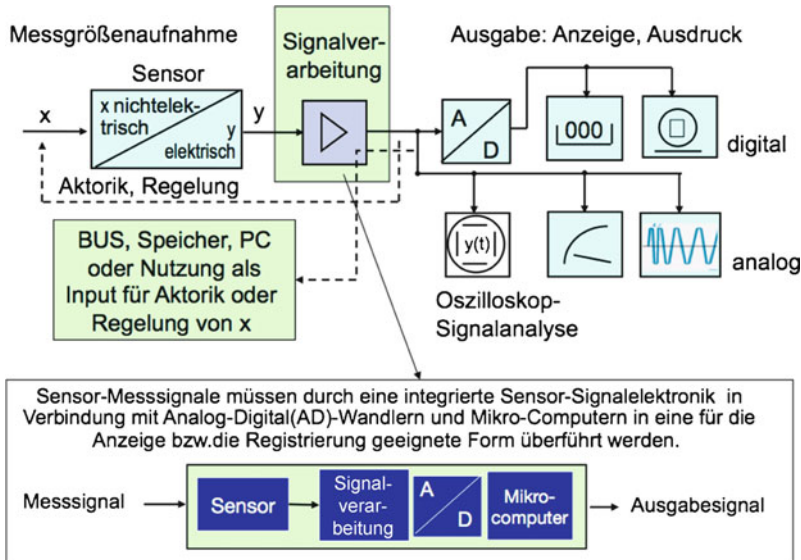 Messgrößenaufnahme
Signalver-
arbeitung
Ausgabe: Anzeige, Ausdruck
Sensor
x
x nichtelek-
trisch
y
elektrisch
y
A
D
000
digital
Aktorik, Regelung
BUS, Speicher, PC
oder Nutzung als
Input für Aktorik oder
Regelung von x
y(t)
analog
Oszilloskop-
Signalanalyse
Sensor-Messsignale müssen durch eine integrierte Sensor-Signalelektronik in
Verbindung mit Analog-Digital(AD)-Wandlern und Mikro-Computern in eine für die
Anzeige bzw.die Registrierung geeignete Form überführt werden.
Messsignal
Sensor
Signal-
verar-
beitung
A
D
Mikro-
computer
Ausgabesignal